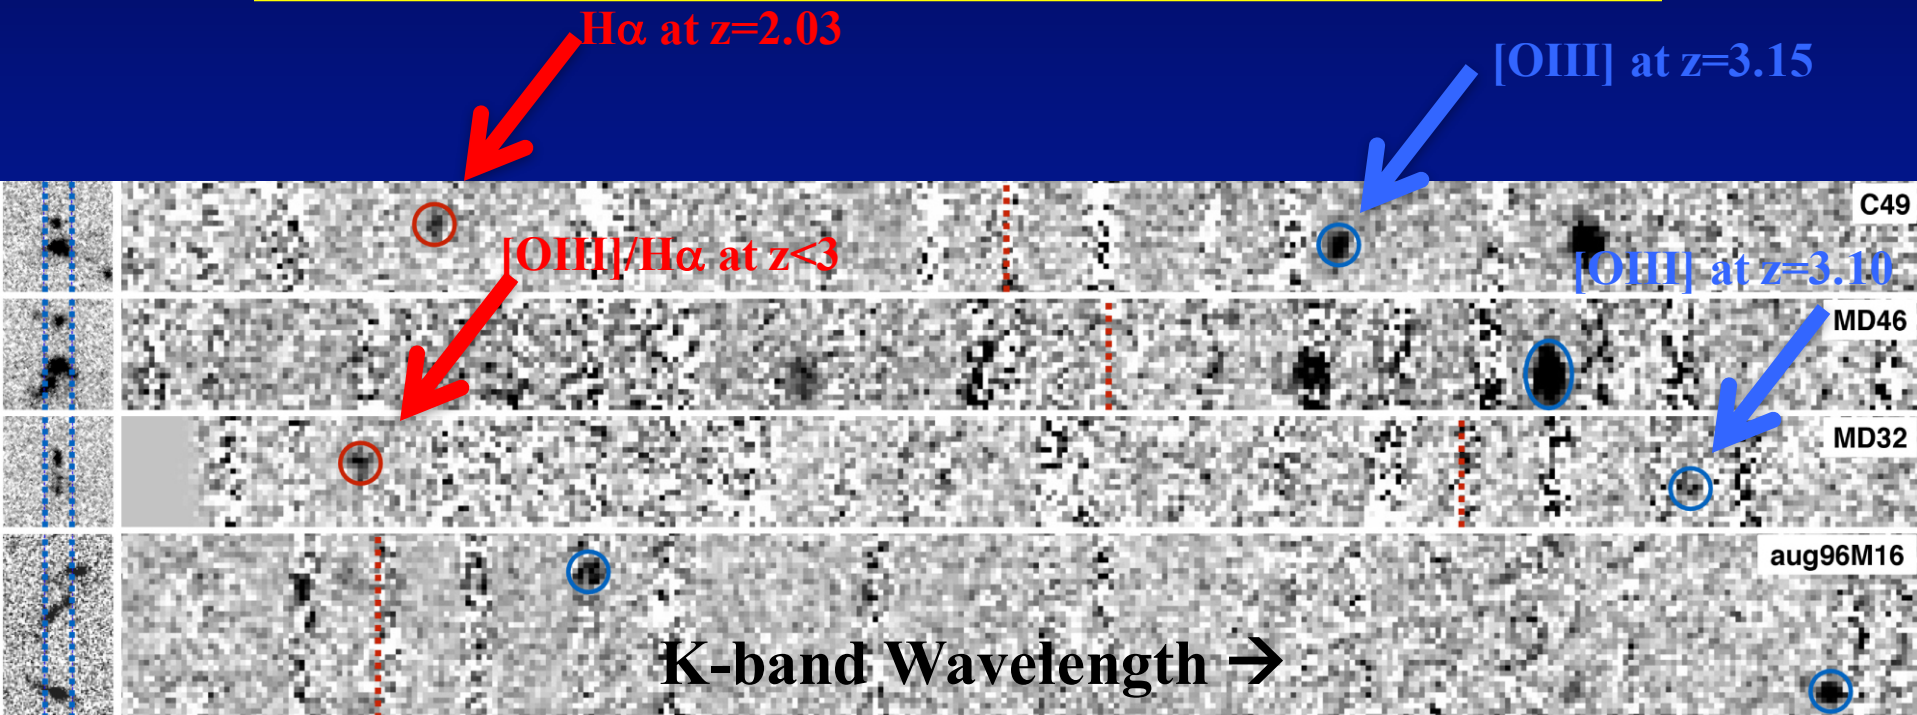 Hα at z=2.03
[OIII] at z=3.15
C49
[OIII]/Hα at z<3
[OIII] at z=3.10
MD46
MD32
aug96M16
K-band Wavelength →